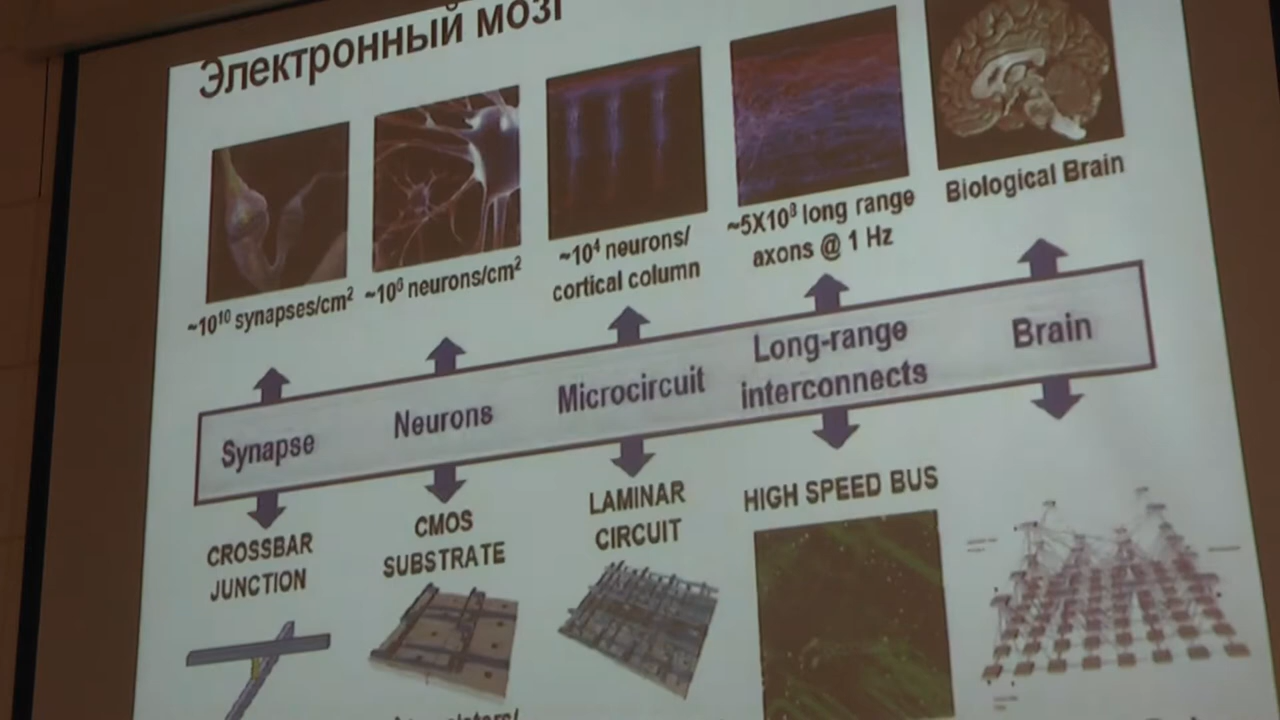 Электронный мозг
~10¹⁰ synapses/cm²
~10⁶ neurons/cm²
~10⁴ neurons/
cortical column
~5X10⁸ long range
axons @ 1 Hz
Biological Brain
Synapse
Neurons
Microcircuit
Long-range
interconnects
Brain
CROSSBAR
JUNCTION
CMOS
SUBSTRATE
LAMINAR
CIRCUIT
HIGH SPEED BUS